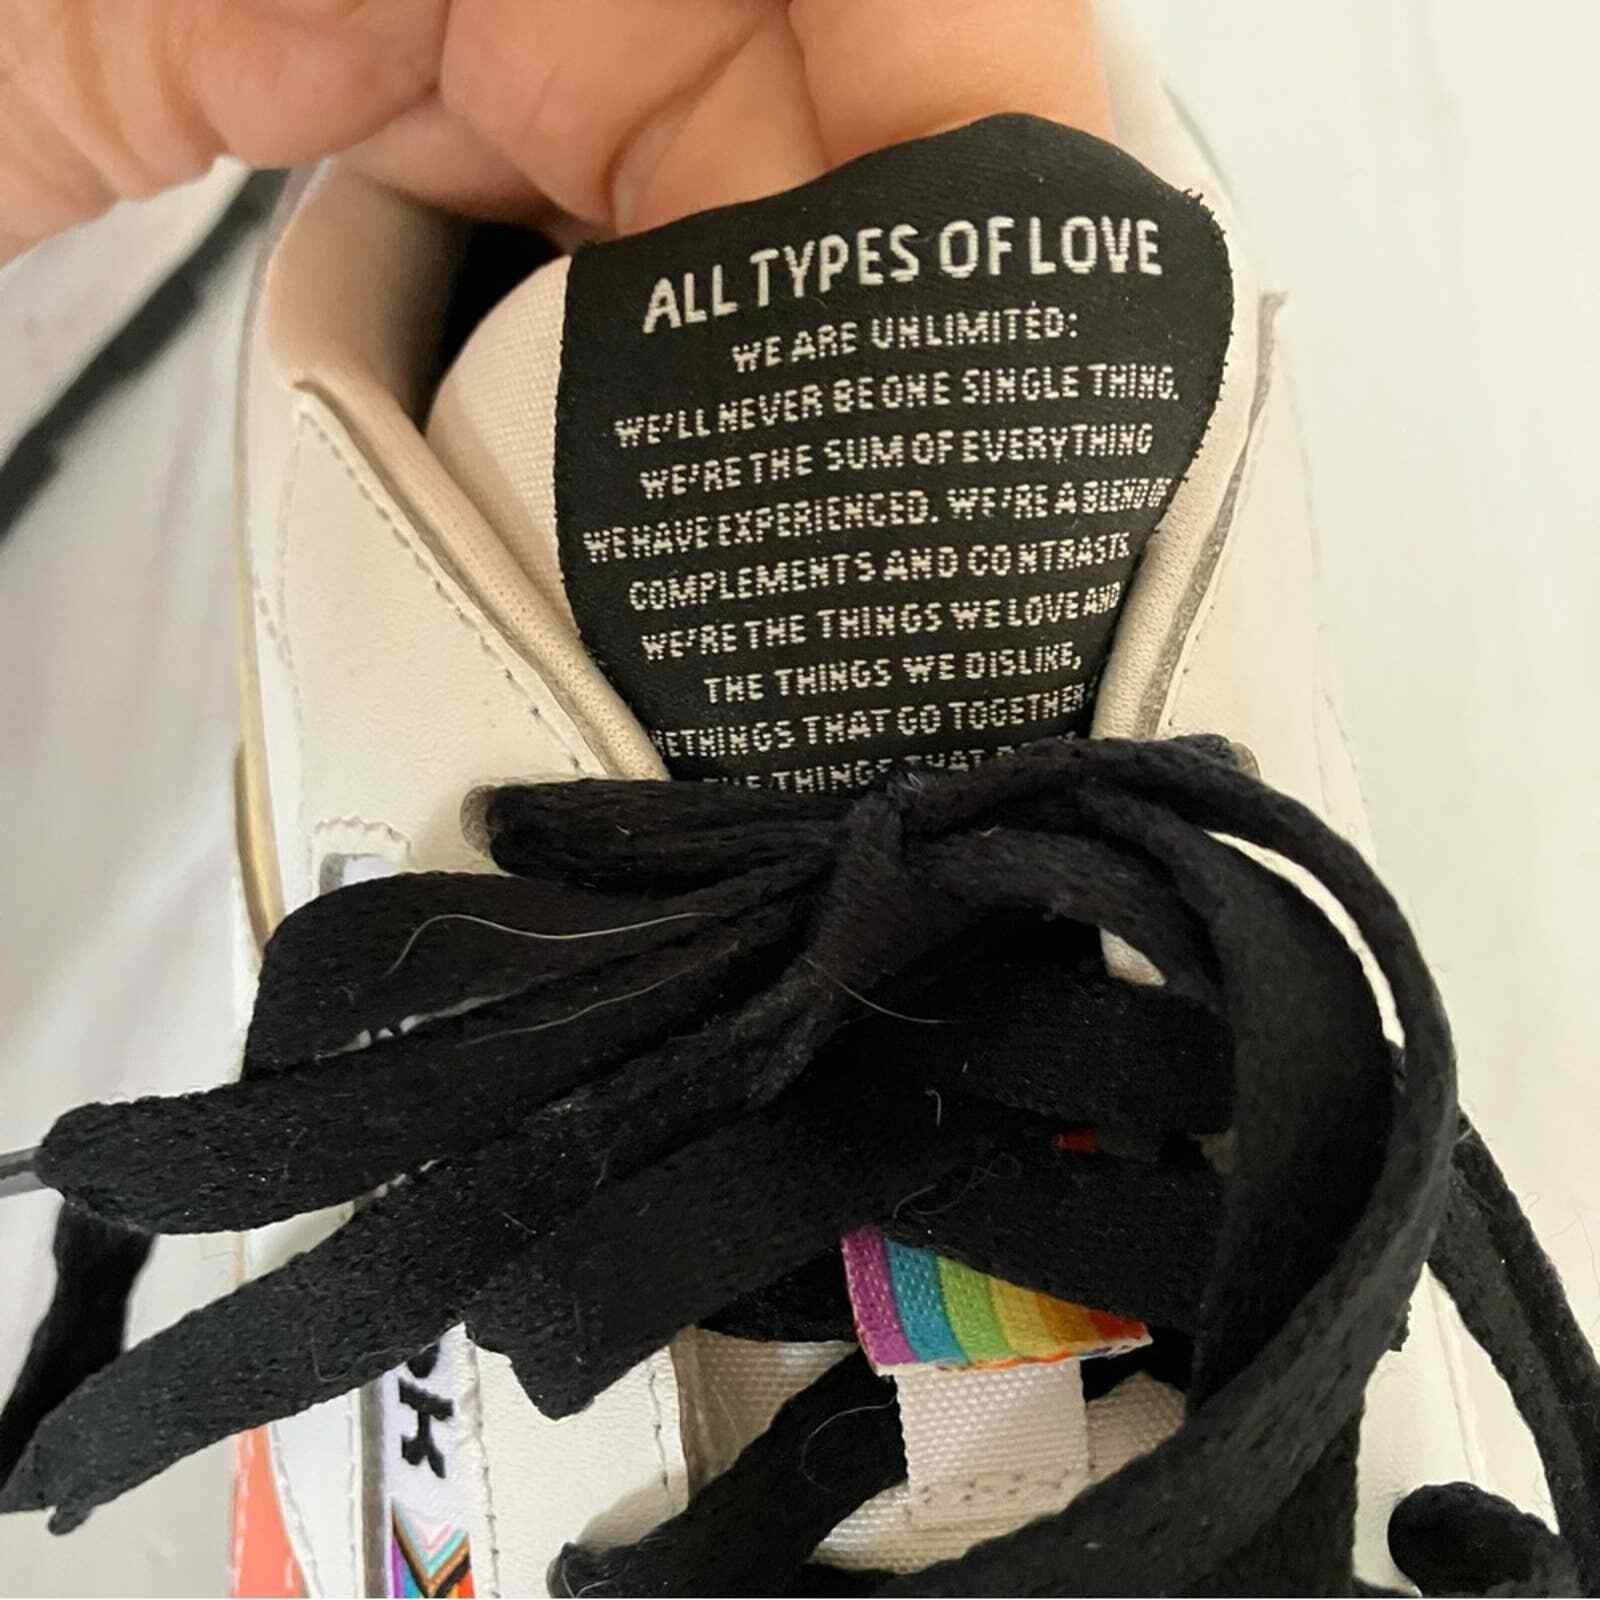 ALL TYPES OF LOVE
WE ARE UNLIMITED:
WE'LL NEVER BE ONE SINGLE THING.
WE'RE THE SUM OF EVERYTHING
WE HAVE EXPERIENCED. WE'RE A BLEND OF
COMPLEMENTS AND CONTRASTS.
WE'RE THE THINGS WE LOVE AND
THE THINGS WE DISLIKE,
THINGS THAT GO TOGETHER
THINGS THAT